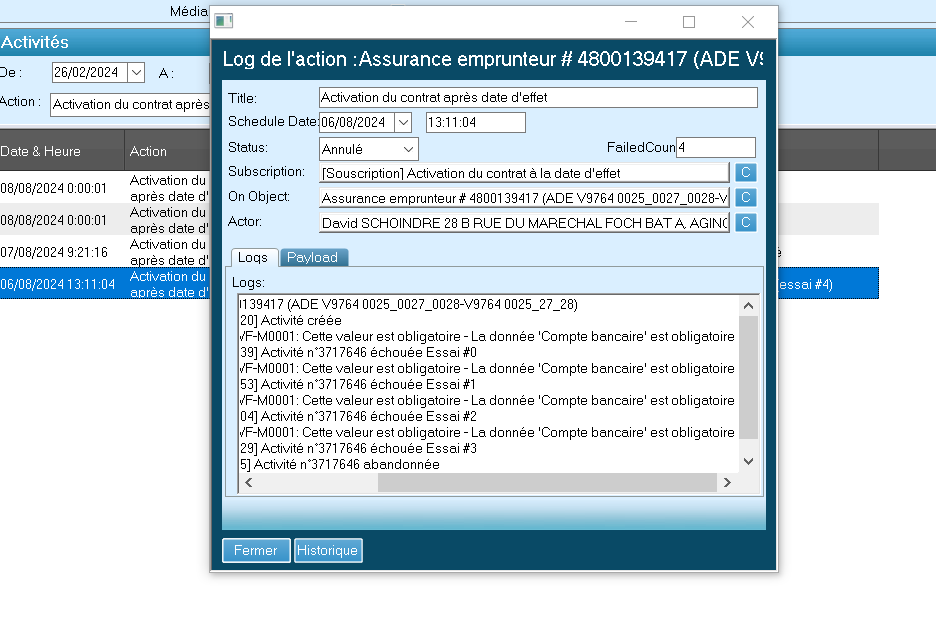 Média
Activités
De :
26/02/2024
A :
Action :
Activation du contrat après
Date & Heure
Action
08/08/2024 0:00:01
Activation du
après date d'
08/08/2024 0:00:01
Activation du
après date d'
07/08/2024 9:21:16
Activation du
après date d'
06/08/2024 13:11:04
Activation du
après date d'
essai #4)
Log de l'action :Assurance emprunteur # 4800139417 (ADE V9
Title:
Activation du contrat après date d'effet
Schedule Date:
06/08/2024
13:11:04
Status:
Annulé
FailedCoun
4
Subscription:
[Souscription] Activation du contrat à la date d'effet
C
On Object:
Assurance emprunteur # 4800139417 (ADE V9764 0025_0027_0028-V
C
Actor:
David SCHOINDRE 28 B RUE DU MARECHAL FOCH BAT A, AGINC
C
Logs
Payload
Logs:
139417 (ADE V9764 0025_0027_0028-V9764 0025_27_28)
20] Activité créée
VF-M0001: Cette valeur est obligatoire - La donnée 'Compte bancaire' est obligatoire
39] Activité n°3717646 échouée Essai #0
VF-M0001: Cette valeur est obligatoire - La donnée 'Compte bancaire' est obligatoire
53] Activité n°3717646 échouée Essai #1
VF-M0001: Cette valeur est obligatoire - La donnée 'Compte bancaire' est obligatoire
04] Activité n°3717646 échouée Essai #2
VF-M0001: Cette valeur est obligatoire - La donnée 'Compte bancaire' est obligatoire
29] Activité n°3717646 échouée Essai #3
5] Activité n°3717646 abandonnée
Fermer
Historique